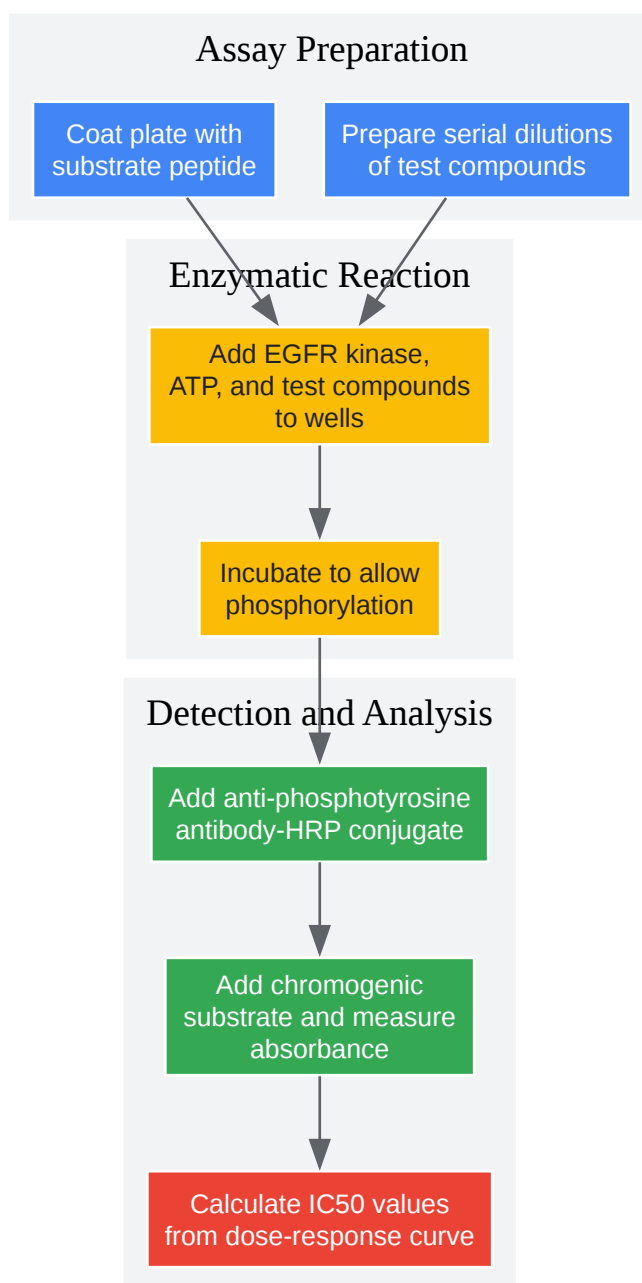 Assay Preparation
Coat plate with
substrate peptide
Prepare serial dilutions
of test compounds
Enzymatic Reaction
Add EGFR kinase,
ATP, and test compounds
to wells
Incubate to allow
phosphorylation
Detection and Analysis
Add anti-phosphotyrosine
antibody-HRP conjugate
Add chromogenic
substrate and measure
absorbance
Calculate IC50 values
from dose-response curve